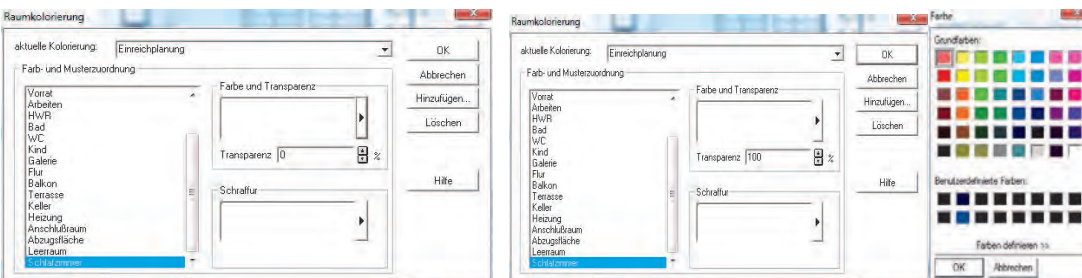 Raumkolorierung
aktuelle Kolorierung: Einreichplanung
OK
Abbrechen
Hinzufügen...
Löschen
Hilfe
Farb- und Musterzuordnung
Vorrat
Arbeiten
HWR
Bad
WC
Kind
Galerie
Flur
Balkon
Terrasse
Keller
Heizung
Anschlußraum
Abzugsfläche
Leerraum
Schlafzimmer
Farbe und Transparenz
Transparenz 0 %
Schraffur
Raumkolorierung
aktuelle Kolorierung: Einreichplanung
OK
Abbrechen
Hinzufügen...
Löschen
Hilfe
Farb- und Musterzuordnung
Vorrat
Arbeiten
HWR
Bad
WC
Kind
Galerie
Flur
Balkon
Terrasse
Keller
Heizung
Anschlußraum
Abzugsfläche
Leerraum
Schlafzimmer
Farbe und Transparenz
Transparenz 100 %
Schraffur
Farbe
Grundfarben:
Benutzerdefinierte Farben:
Farben definieren >>
OK Abbrechen